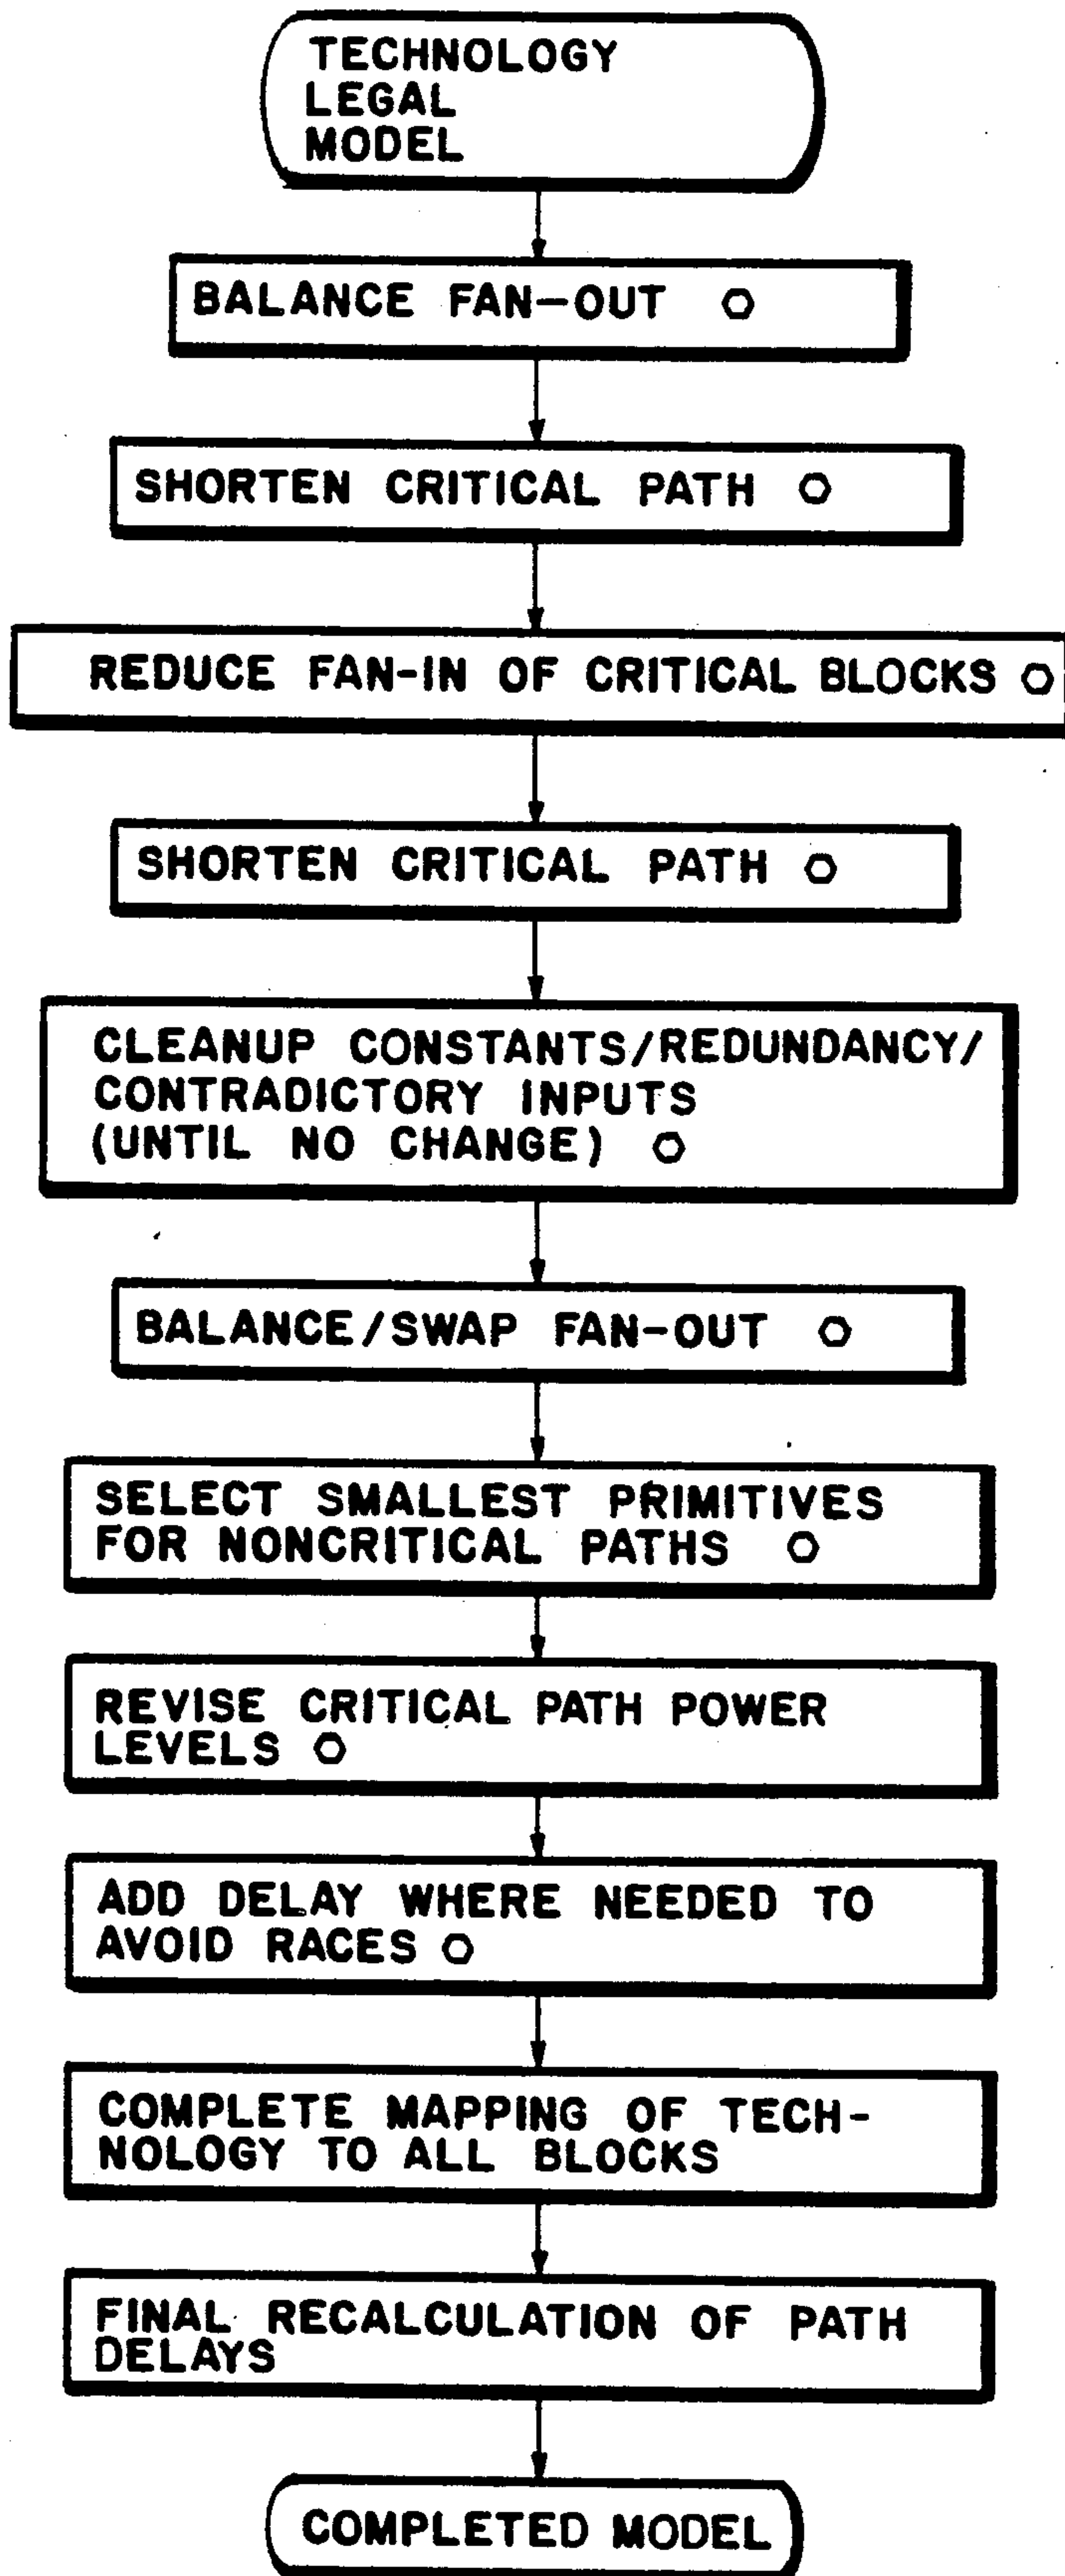 TECHNOLOGY
LEGAL
MODEL
BALANCE FAN-OUT
SHORTEN CRITICAL PATH
REDUCE FAN-IN OF CRITICAL BLOCKS
SHORTEN CRITICAL PATH
CLEANUP CONSTANTS/REDUNDANCY/
CONTRADICTORY INPUTS
(UNTIL NO CHANGE)
BALANCE/SWAP FAN-OUT
SELECT SMALLEST PRIMITIVES
FOR NONCRITICAL PATHS
REVISE CRITICAL PATH POWER
LEVELS
ADD DELAY WHERE NEEDED TO
AVOID RACES
COMPLETE MAPPING OF TECH-
NOLOGY TO ALL BLOCKS
FINAL RECALCULATION OF PATH
DELAYS
COMPLETED MODEL